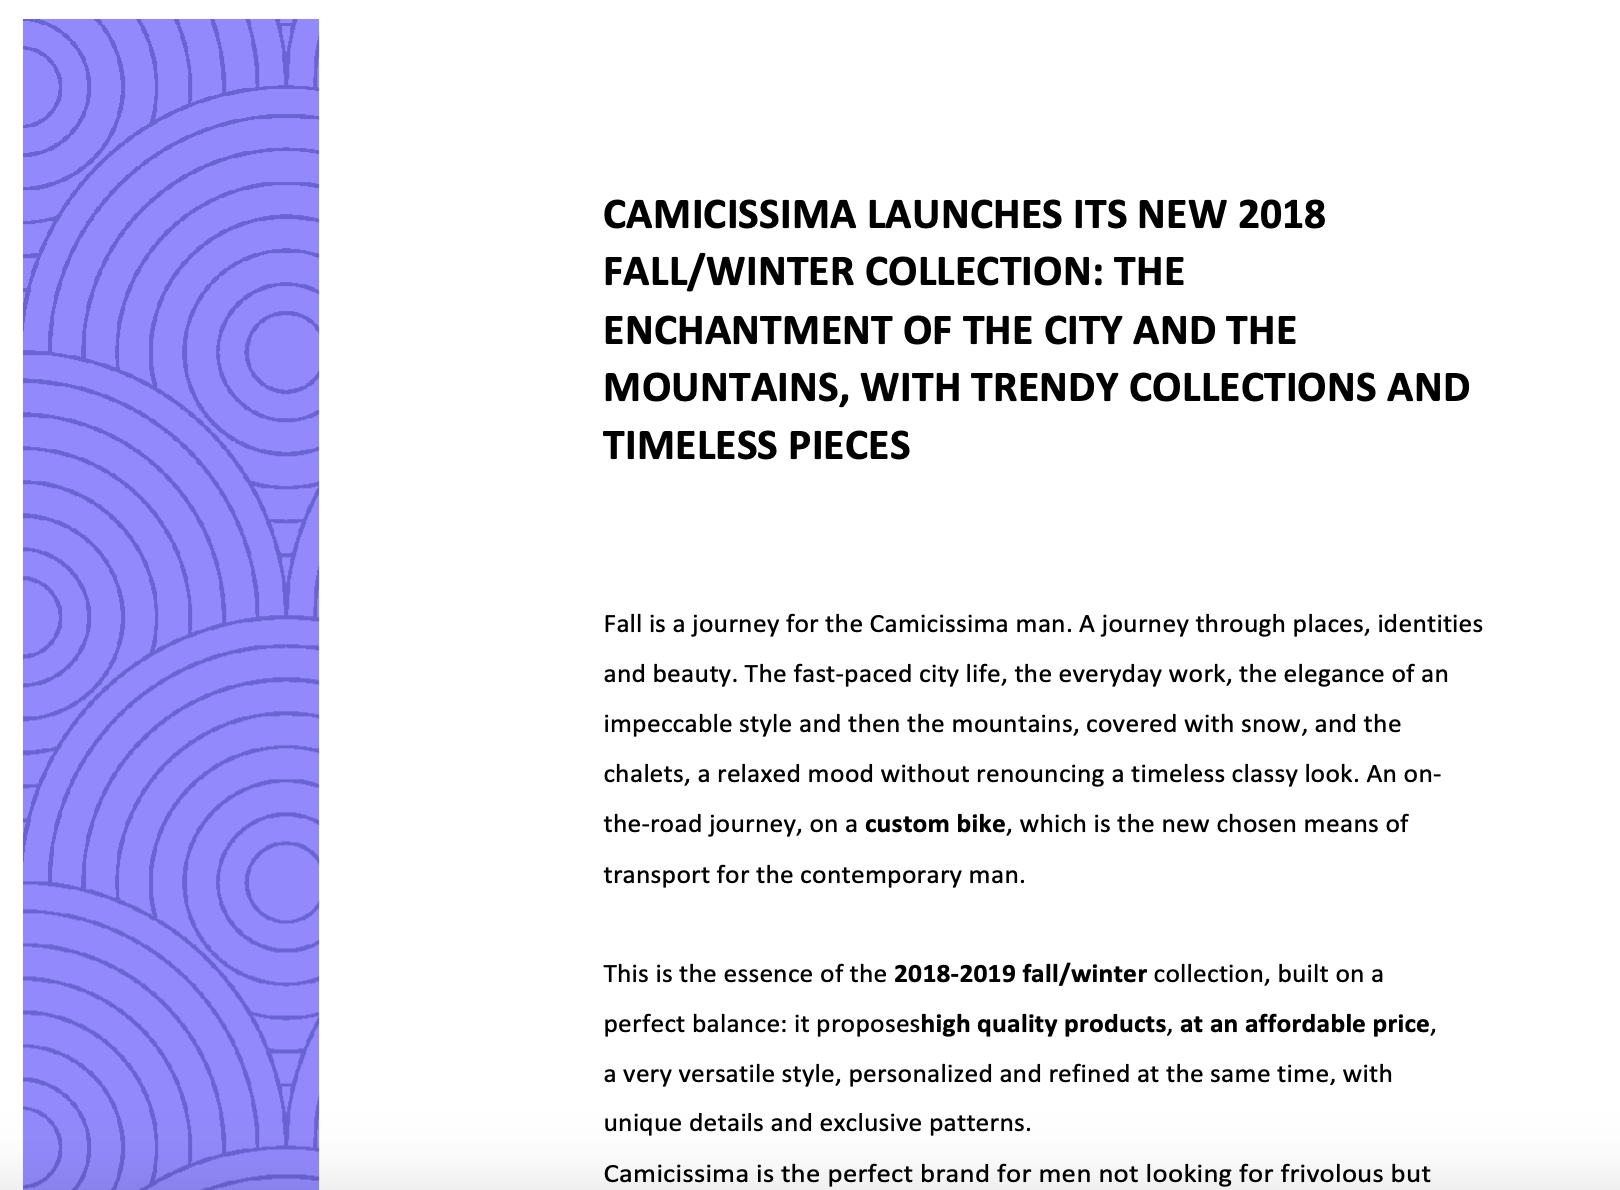 CAMICISSIMA LAUNCHES ITS NEW 2018
FALL/WINTER COLLECTION: THE
ENCHANTMENT OF THE CITY AND THE
MOUNTAINS, WITH TRENDY COLLECTIONS AND
TIMELESS PIECES
Fall is a journey for the Camicissima man. A journey through places, identities
and beauty. The fast-paced city life, the everyday work, the elegance of an
impeccable style and then the mountains, covered with snow, and the
chalets, a relaxed mood without renouncing a timeless classy look. An on-
the-road journey, on a custom bike, which is the new chosen means of
transport for the contemporary man.
This is the essence of the 2018-2019 fall/winter collection, built on a
perfect balance: it proposeshigh quality products, at an affordable price,
a very versatile style, personalized and refined at the same time, with
unique details and exclusive patterns.
Camicissima is the perfect brand for men not looking for frivolous but